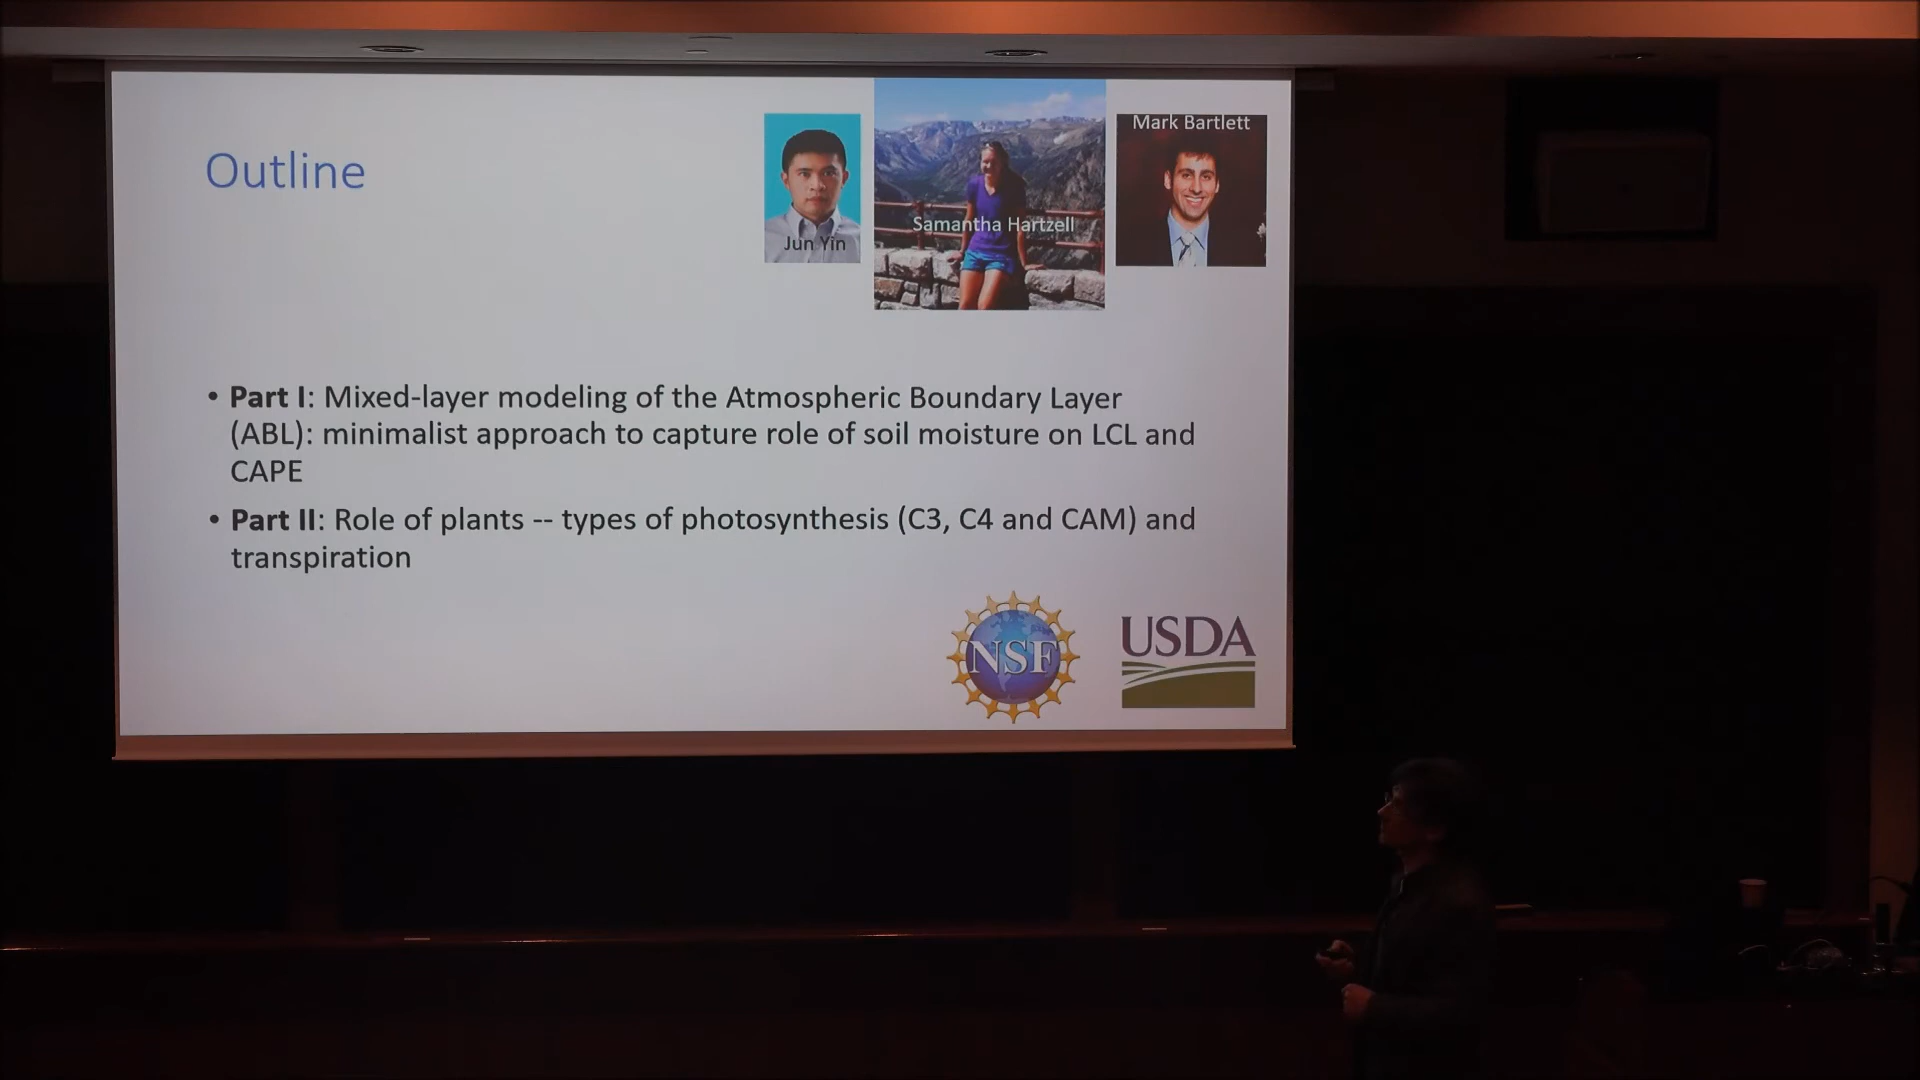 Outline
Jun Yin
Samantha Hartzell
Mark Bartlett
• Part I: Mixed-layer modeling of the Atmospheric Boundary Layer
(ABL): minimalist approach to capture role of soil moisture on LCL and
CAPE
• Part II: Role of plants -- types of photosynthesis (C3, C4 and CAM) and
transpiration
NSF
USDA